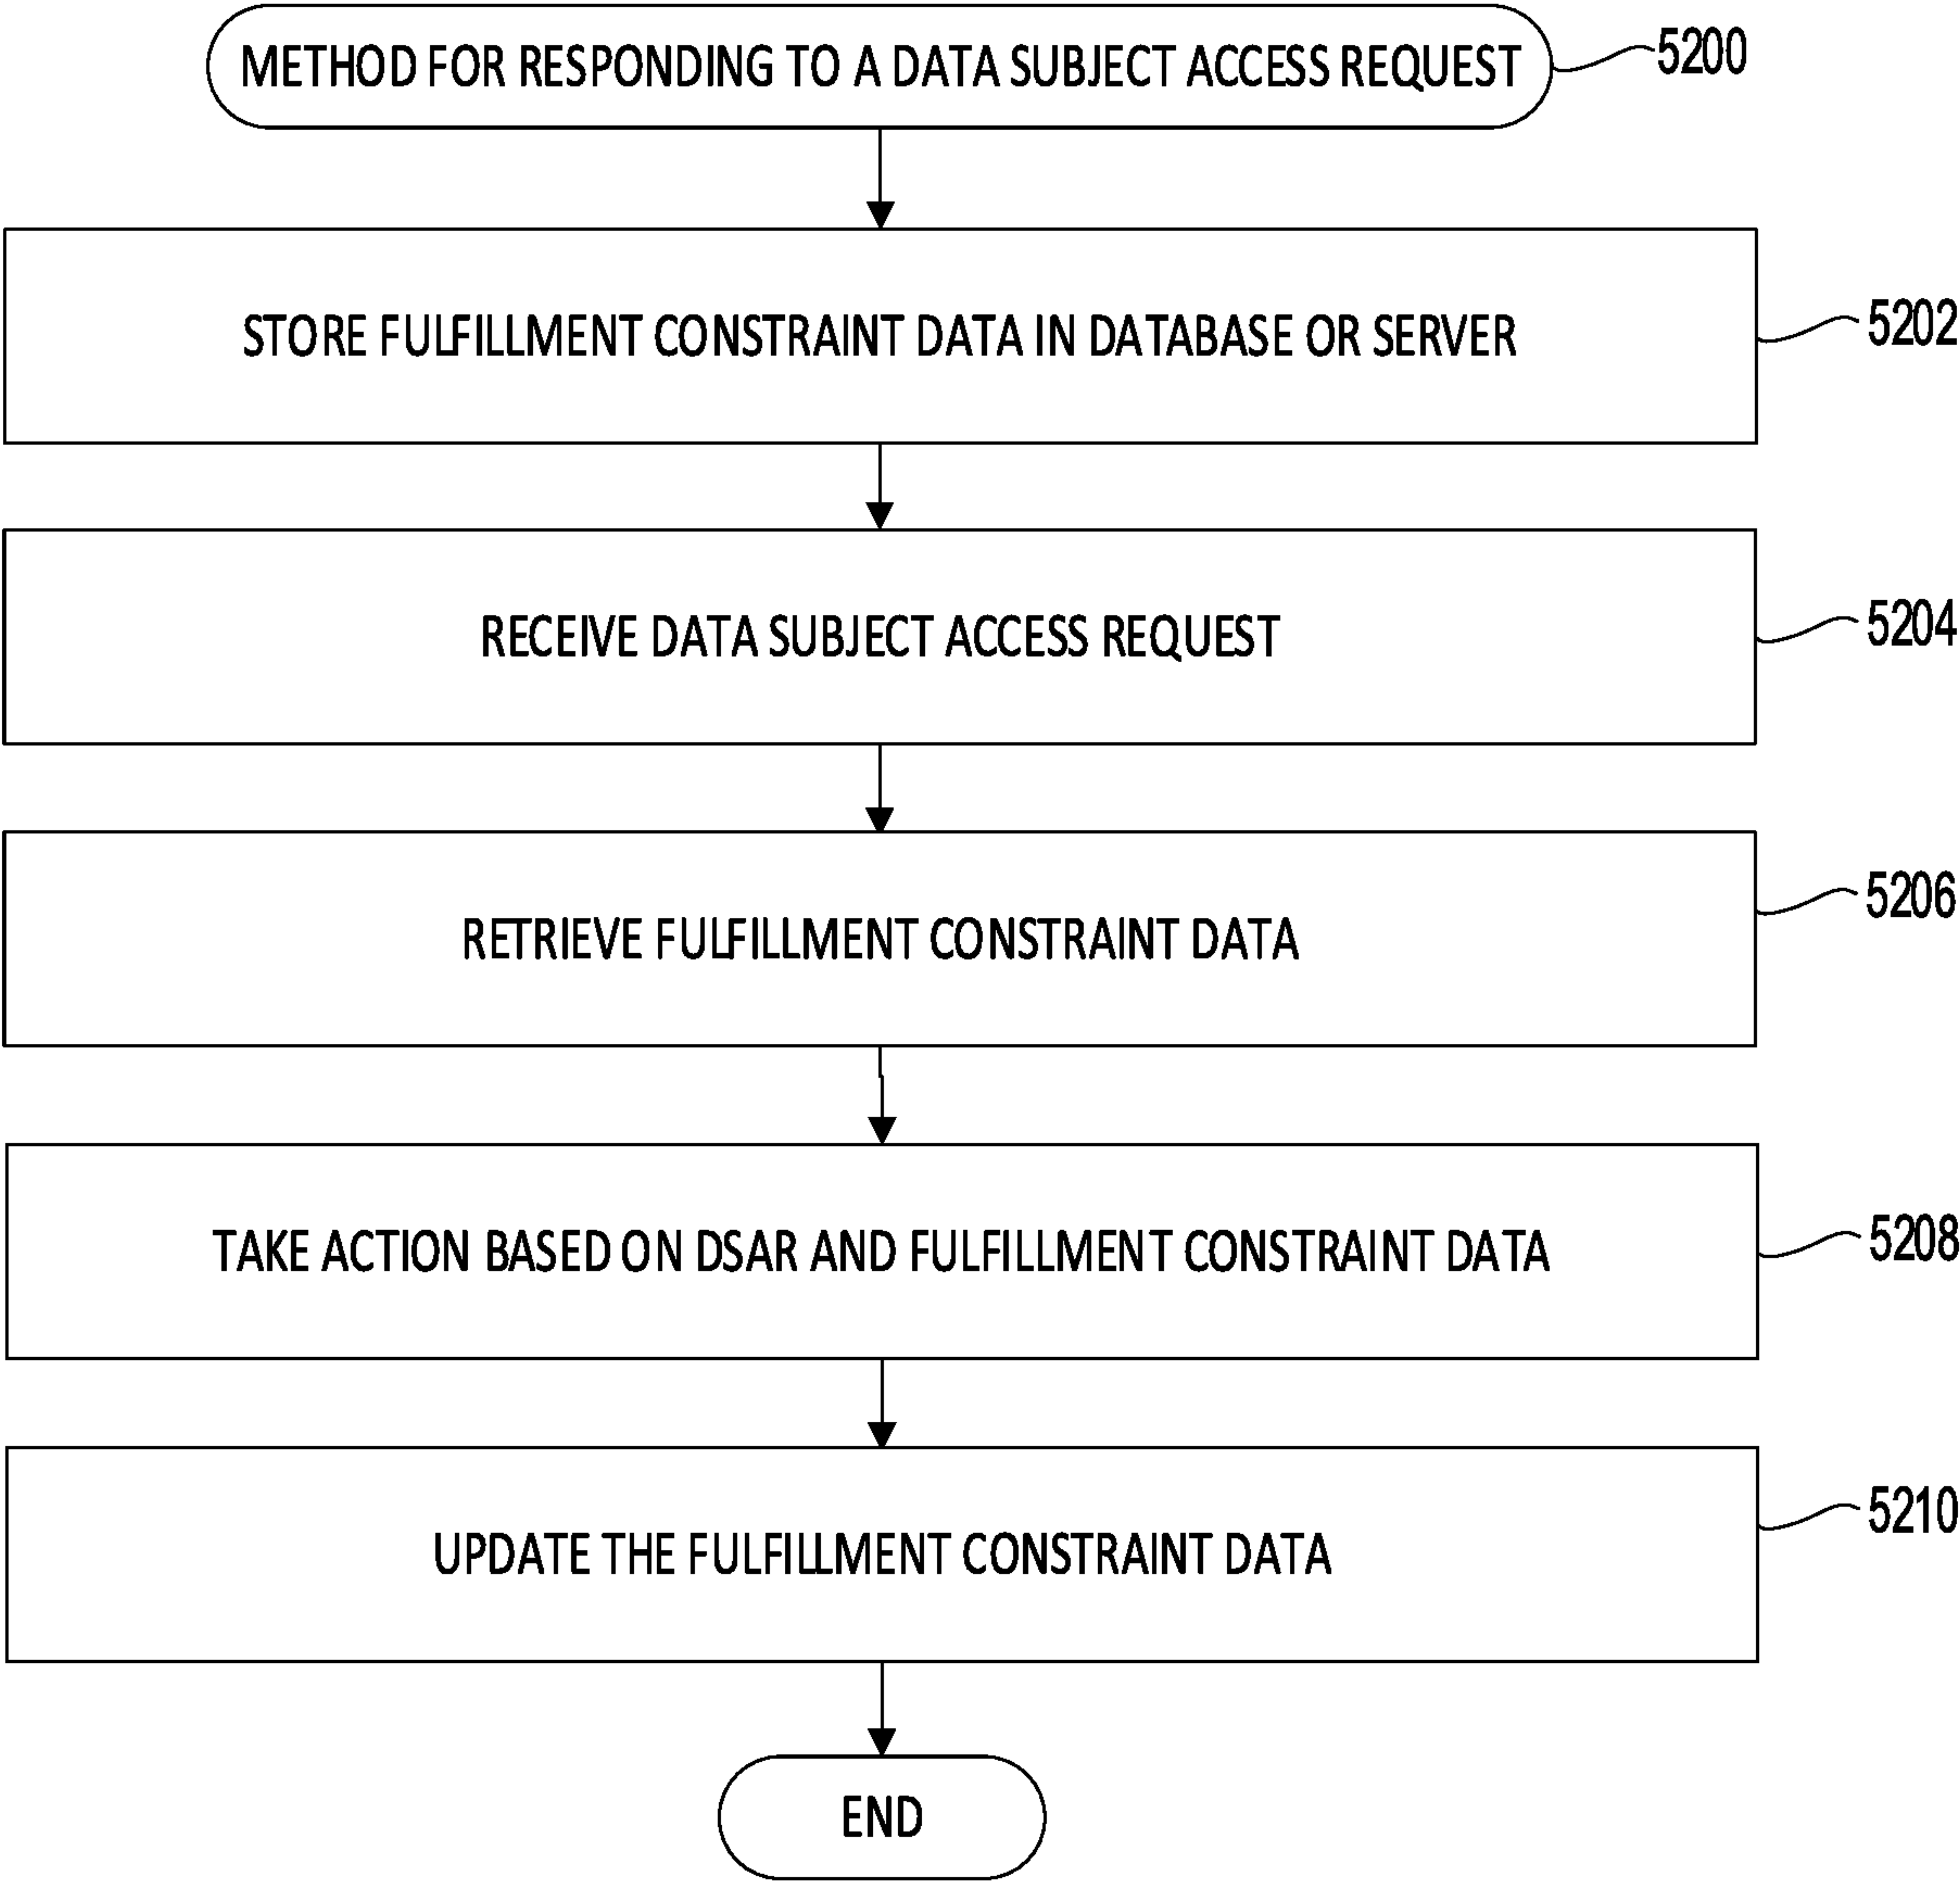 METHOD FOR RESPONDING TO A DATA SUBJECT ACCESS REQUEST
5200
STORE FULFILLMENT CONSTRAINT DATA IN DATABASE OR SERVER
5202
RECEIVE DATA SUBJECT ACCESS REQUEST
5204
RETRIEVE FULFILLMENT CONSTRAINT DATA
5206
TAKE ACTION BASED ON DSAR AND FULFILLMENT CONSTRAINT DATA
5208
UPDATE THE FULFILLMENT CONSTRAINT DATA
5210
END